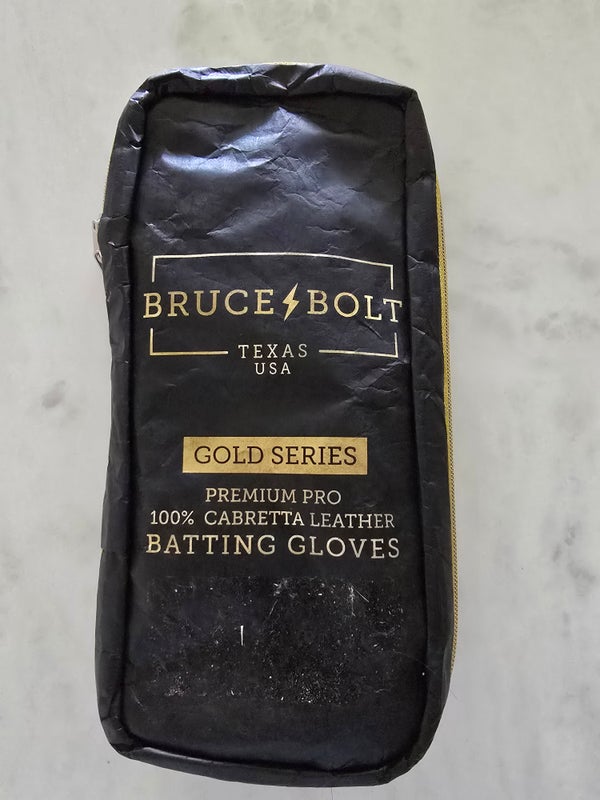 BRUCE⚡BOLT
TEXAS
USA
GOLD SERIES
PREMIUM PRO
100% CABRETTA LEATHER
BATTING GLOVES